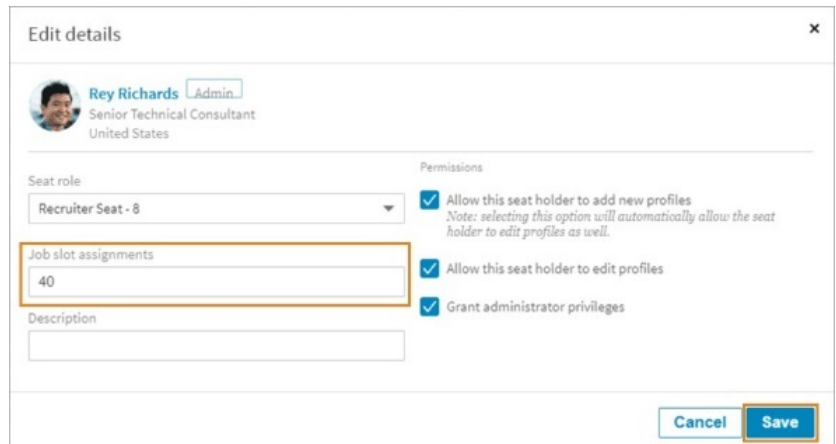 Edit details
×
Rey Richards Admin
Senior Technical Consultant
United States
Seat role
Recruiter Seat - 8
Job slot assignments
40
Description
Permissions
Allow this seat holder to add new profiles
Note: selecting this option will automatically allow the seat
holder to edit profiles as well.
Allow this seat holder to edit profiles
Grant administrator privileges
Cancel
Save